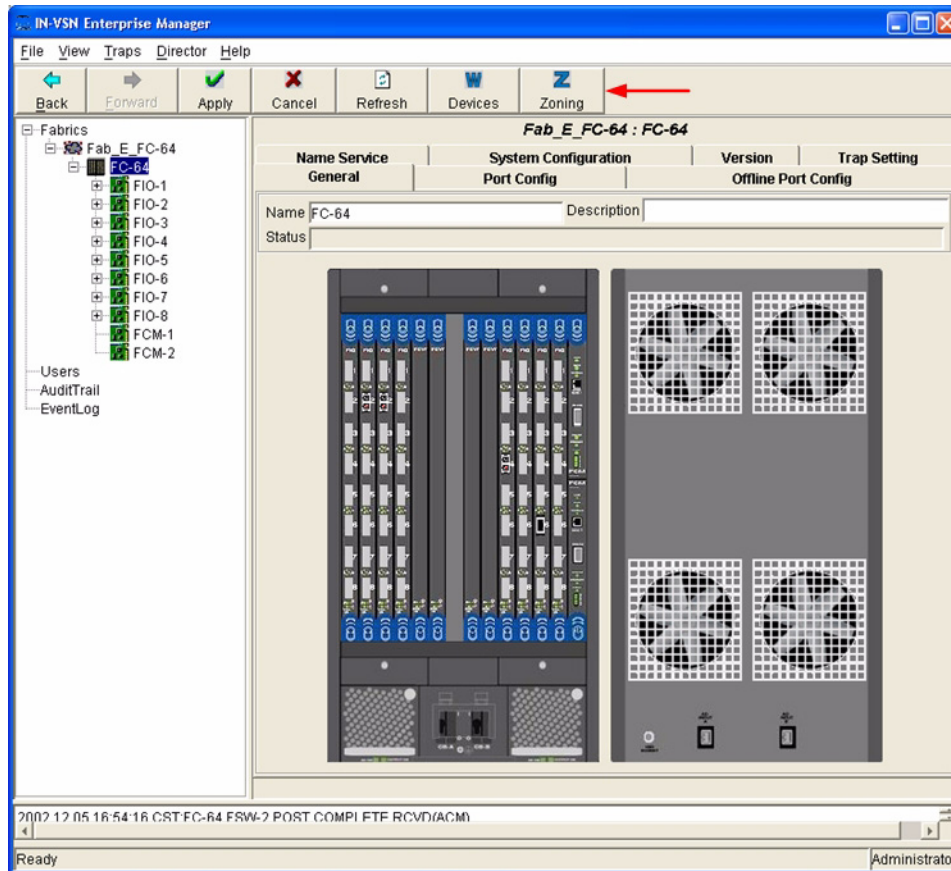 IN-VSN Enterprise Manager
File View Traps Director Help
Back Forward Apply Cancel Refresh Devices Zoning
Fab_E_FC-64 : FC-64
Name Service System Configuration Version Trap Setting
General Port Config Offline Port Config
Name FC-64 Description
Status
Fabrics
Fab_E_FC-64
FC-64
FIO-1
FIO-2
FIO-3
FIO-4
FIO-5
FIO-6
FIO-7
FIO-8
FCM-1
FCM-2
Users
AuditTrail
EventLog
2002.12.05 16:54:16 CST:FC-64 FSW-2 POST COMPLETE RCVD(ACM)
Ready Administrato